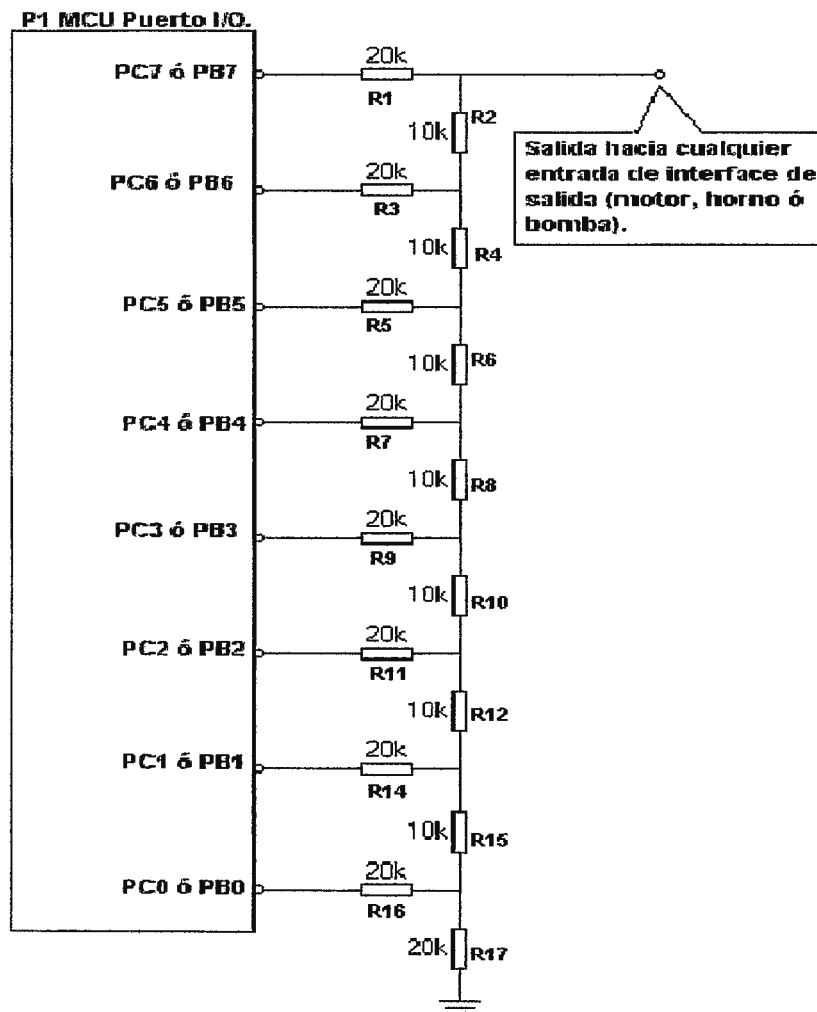 P1 MCU Puerto I/O.
20k
PC7 ó PB7
R1
R2
10k
Salida hacia cualquier
entrada de interface de
salida (motor, horno ó
bomba).
20k
PC6 ó PB6
R3
10k
R4
20k
PC5 ó PB5
R5
10k
R6
20k
PC4 ó PB4
R7
10k
R8
20k
PC3 ó PB3
R9
10k
R10
20k
PC2 ó PB2
R11
10k
R12
20k
PC1 ó PB1
R14
10k
R15
20k
PC0 ó PB0
R16
20k
R17